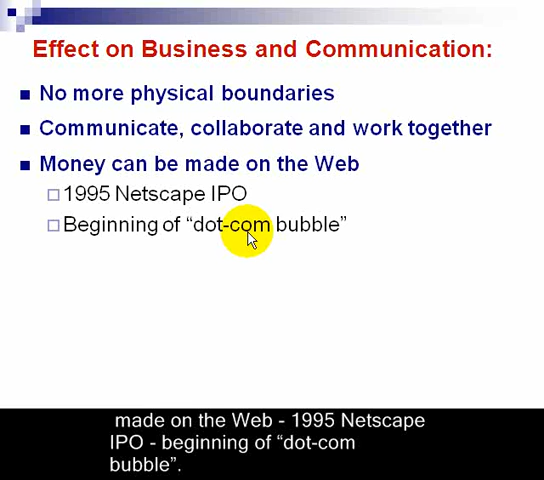 Effect on Business and Communication:
No more physical boundaries
Communicate, collaborate and work together
Money can be made on the Web
1995 Netscape IPO
Beginning of “dot-com bubble”
made on the Web - 1995 Netscape
IPO - beginning of “dot-com
bubble”.